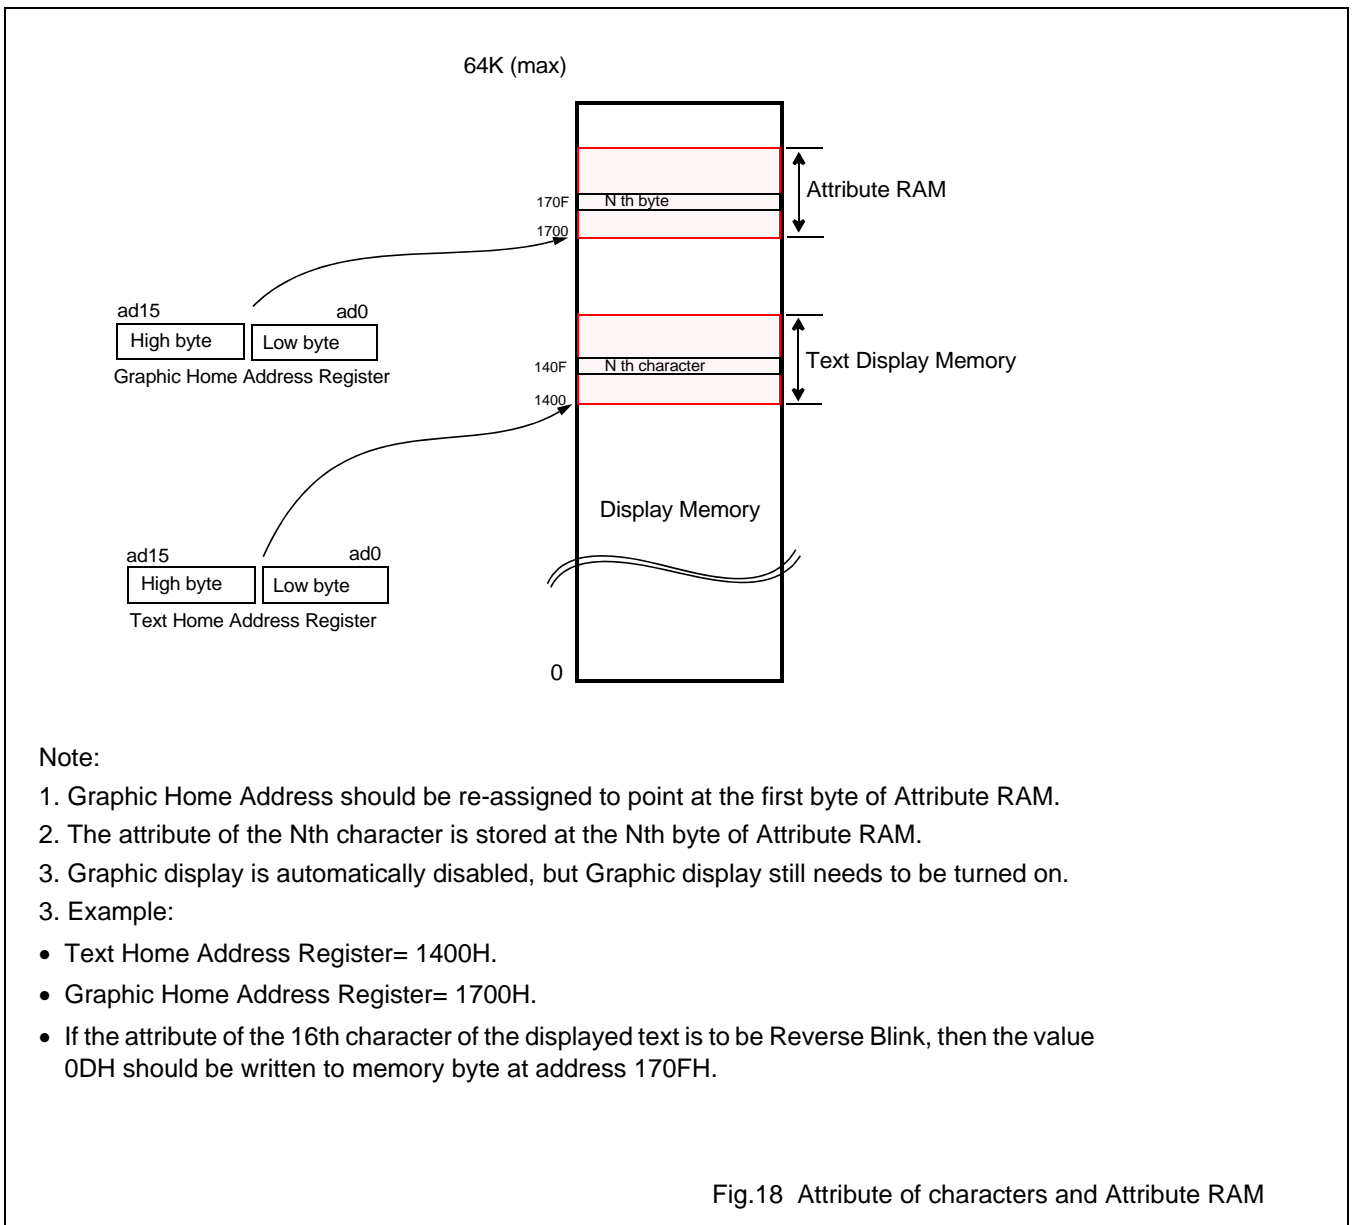 64K (max)
Attribute RAM
170F
N th byte
1700
ad15
ad0
High byte
Low byte
Graphic Home Address Register
140F
N th character
Text Display Memory
1400
Display Memory
ad15
ad0
High byte
Low byte
Text Home Address Register
0
Note:
1. Graphic Home Address should be re-assigned to point at the first byte of Attribute RAM.
2. The attribute of the Nth character is stored at the Nth byte of Attribute RAM.
3. Graphic display is automatically disabled, but Graphic display still needs to be turned on.
3. Example:
• Text Home Address Register= 1400H.
• Graphic Home Address Register= 1700H.
• If the attribute of the 16th character of the displayed text is to be Reverse Blink, then the value
0DH should be written to memory byte at address 170FH.
Fig.18 Attribute of characters and Attribute RAM